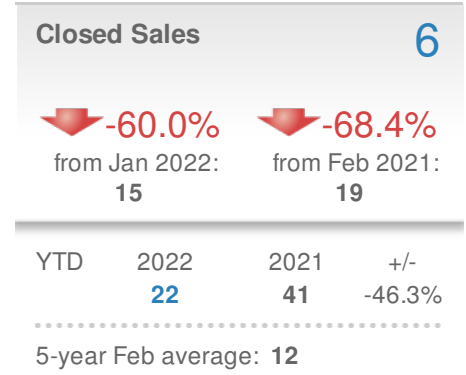 Closed Sales 6
-60.0% -68.4%
from Jan 2022: from Feb 2021:
15 19
YTD 2022 2021 +/-
22 41 -46.3%
5-year Feb average: 12